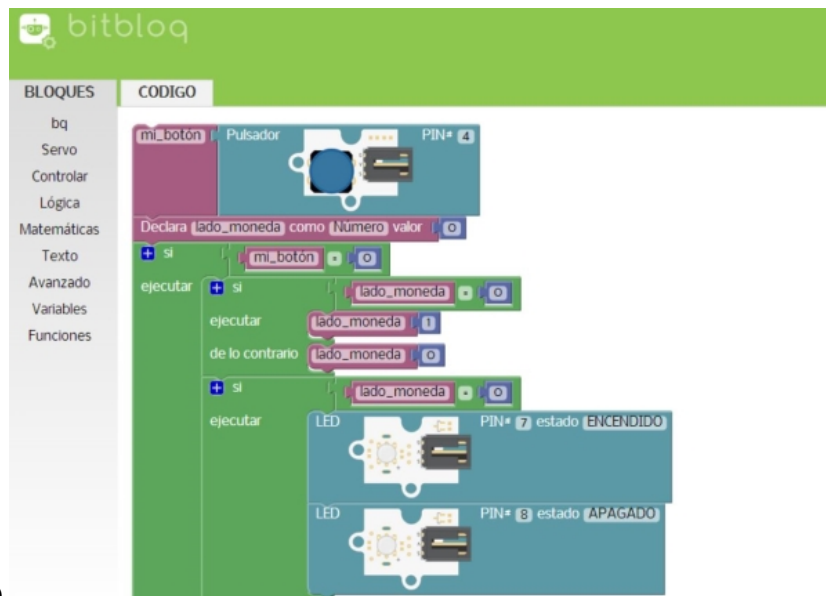 bitbloq
BLOQUES
CODIGO
bq
Servo
Controlar
Lógica
Matemáticas
Texto
Avanzado
Variables
Funciones
mi_botón Pulsador PIN# 4
Declara lado_moneda como Número valor 0
+ si mi_botón = 0
ejecutar + si lado_moneda = 0
ejecutar lado_moneda 1
de lo contrario lado_moneda 0
+ si lado_moneda = 0
ejecutar LED PIN# 7 estado ENCENDIDO
LED PIN# 8 estado APAGADO
)